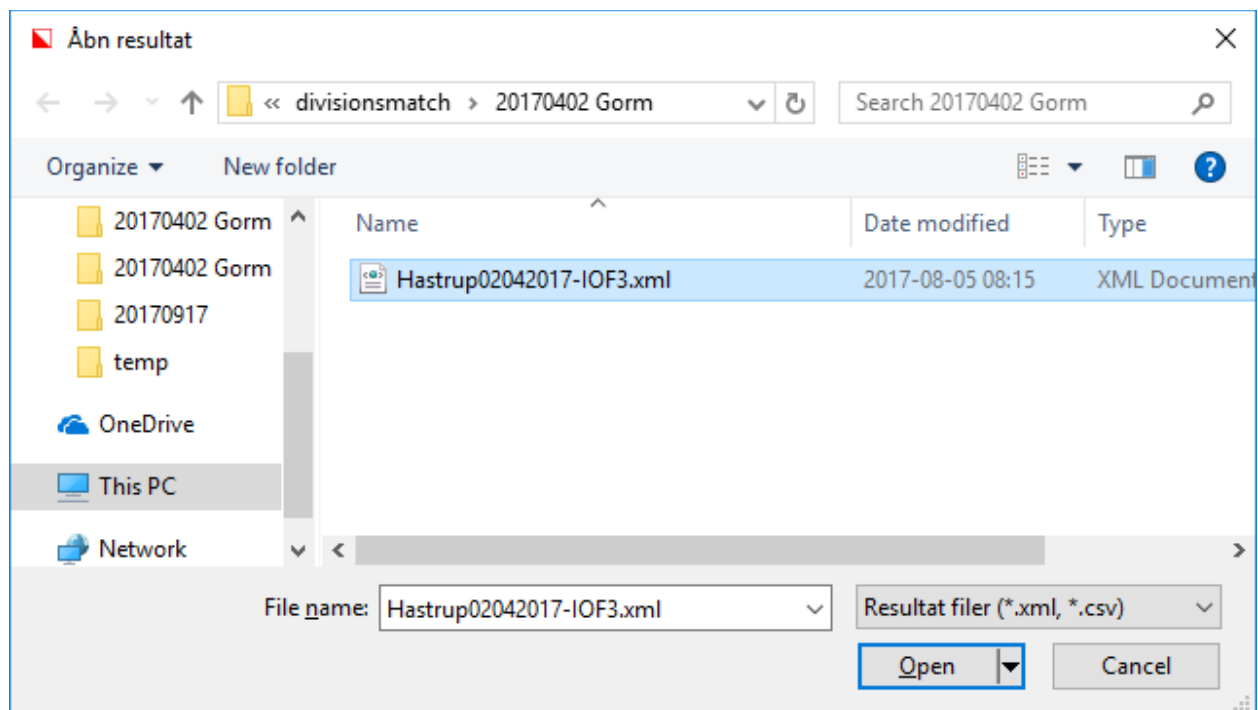 Åbn resultat
« divisionsmatch > 20170402 Gorm
Search 20170402 Gorm
Organize
New folder
?
20170402 Gorm
20170402 Gorm
20170917
temp
OneDrive
This PC
Network
Name
Date modified
Type
Hastrup02042017-IOF3.xml
2017-08-05 08:15
XML Document
File name:
Hastrup02042017-IOF3.xml
Resultat filer (*.xml, *.csv)
Open
Cancel